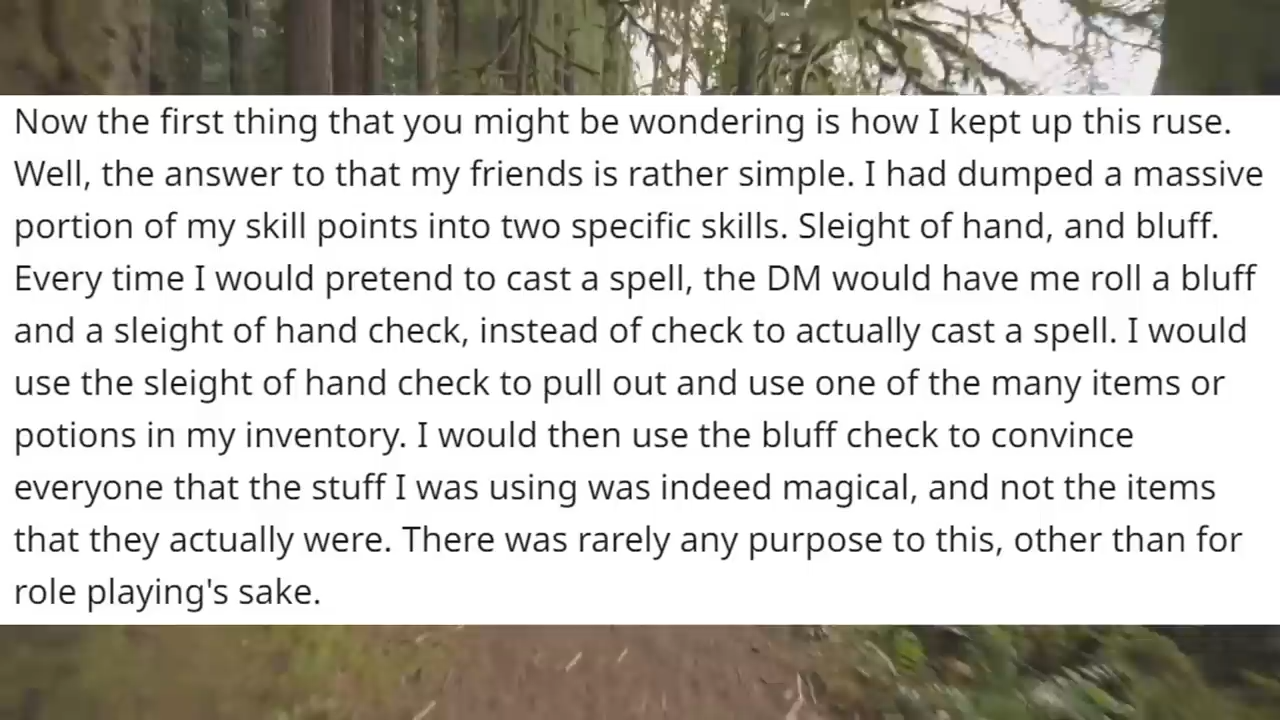 Now the first thing that you might be wondering is how I kept up this ruse.
Well, the answer to that my friends is rather simple. I had dumped a massive
portion of my skill points into two specific skills. Sleight of hand, and bluff.
Every time I would pretend to cast a spell, the DM would have me roll a bluff
and a sleight of hand check, instead of check to actually cast a spell. I would
use the sleight of hand check to pull out and use one of the many items or
potions in my inventory. I would then use the bluff check to convince
everyone that the stuff I was using was indeed magical, and not the items
that they actually were. There was rarely any purpose to this, other than for
role playing's sake.